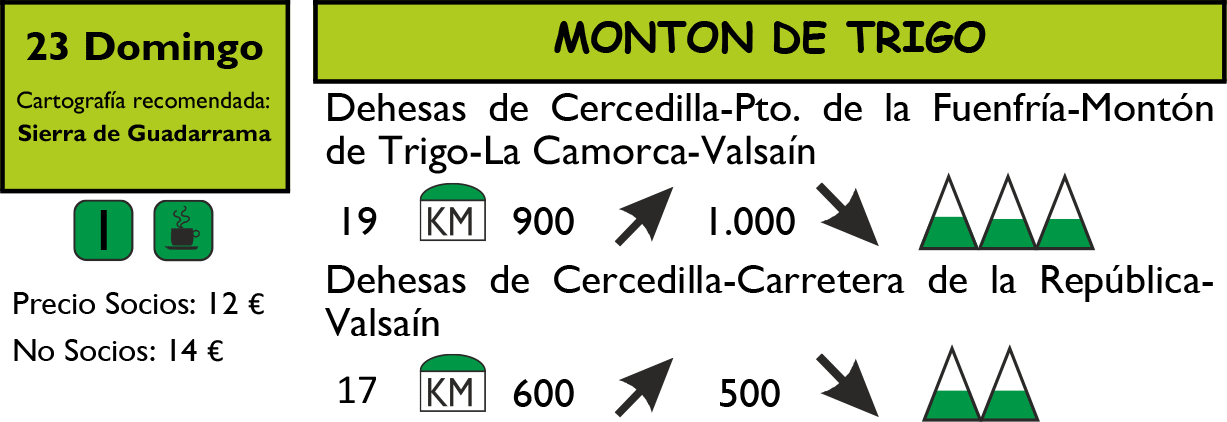 23 Domingo
Cartografía recomendada:
Sierra de Guadarrama
I
Precio Socios: 12 €
No Socios: 14 €
MONTON DE TRIGO
Dehesas de Cercedilla-Pto. de la Fuenfría-Montón
de Trigo-La Camorca-Valsaín
19 KM 900 1.000
Dehesas de Cercedilla-Carretera de la República-
Valsaín
17 KM 600 500